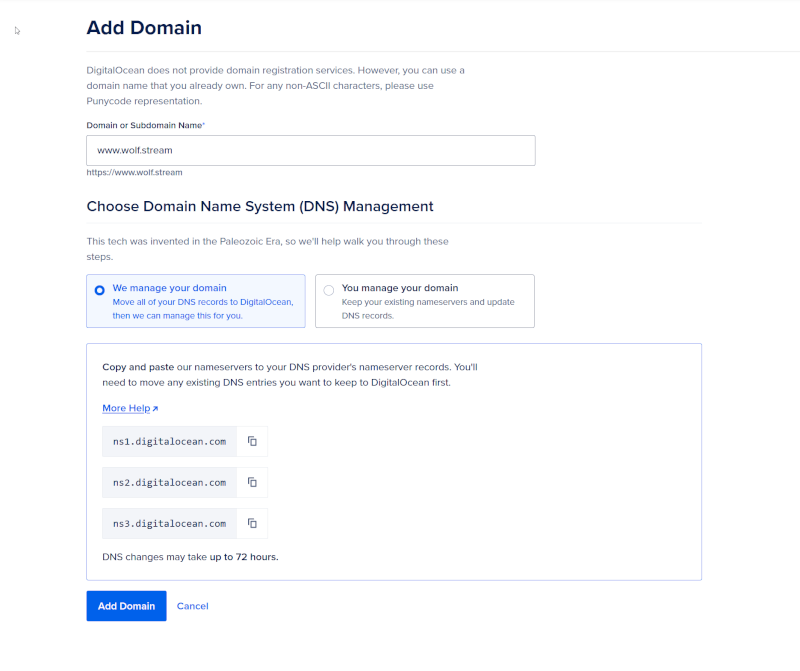 Add Domain
DigitalOcean does not provide domain registration services. However, you can use a
domain name that you already own. For any non-ASCII characters, please use
Punycode representation.
Domain or Subdomain Name*
www.wolf.stream
https://www.wolf.stream
Choose Domain Name System (DNS) Management
This tech was invented in the Paleozoic Era, so we'll help walk you through these
steps.
We manage your domain
Move all of your DNS records to DigitalOcean,
then we can manage this for you.
You manage your domain
Keep your existing nameservers and update
DNS records.
Copy and paste our nameservers to your DNS provider's nameserver records. You'll
need to move any existing DNS entries you want to keep to DigitalOcean first.
More Help
ns1.digitalocean.com
ns2.digitalocean.com
ns3.digitalocean.com
DNS changes may take up to 72 hours.
Add Domain Cancel